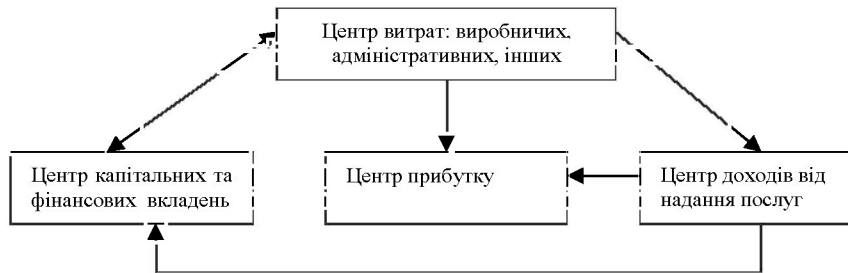 Центр витрат: виробничих,
адміністративних, інших
Центр капітальних та
фінансових вкладень
Центр прибутку
Центр доходів від
надання послуг